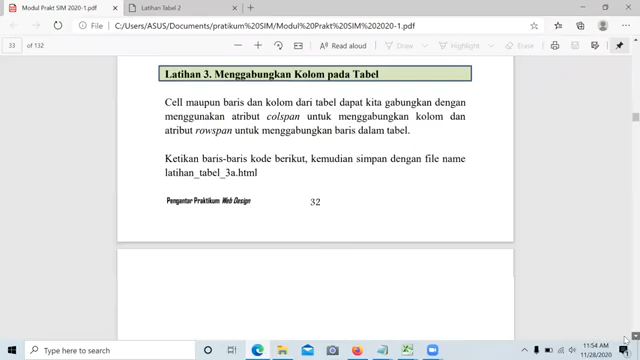 Modul Prakt SIM 2020-1.pdf
Latihan Tabel 2
File
C:/Users/ASUS/Documents/pratikum%20SIM/Modul%20Prakt%20SIM%202020-1.pdf
33
of 132
Read aloud
Draw
Highlight
Erase
Latihan 3. Menggabungkan Kolom pada Tabel
Cell maupun baris dan kolom dari tabel dapat kita gabungkan dengan
menggunakan atribut colspan untuk menggabungkan kolom dan
atribut rowspan untuk menggabungkan baris dalam tabel.
Ketikan baris-baris kode berikut, kemudian simpan dengan file name
latihan_tabel_3a.html
Pengantar Praktikum Web Design
32
Type here to search
11:54 AM
11/28/2020